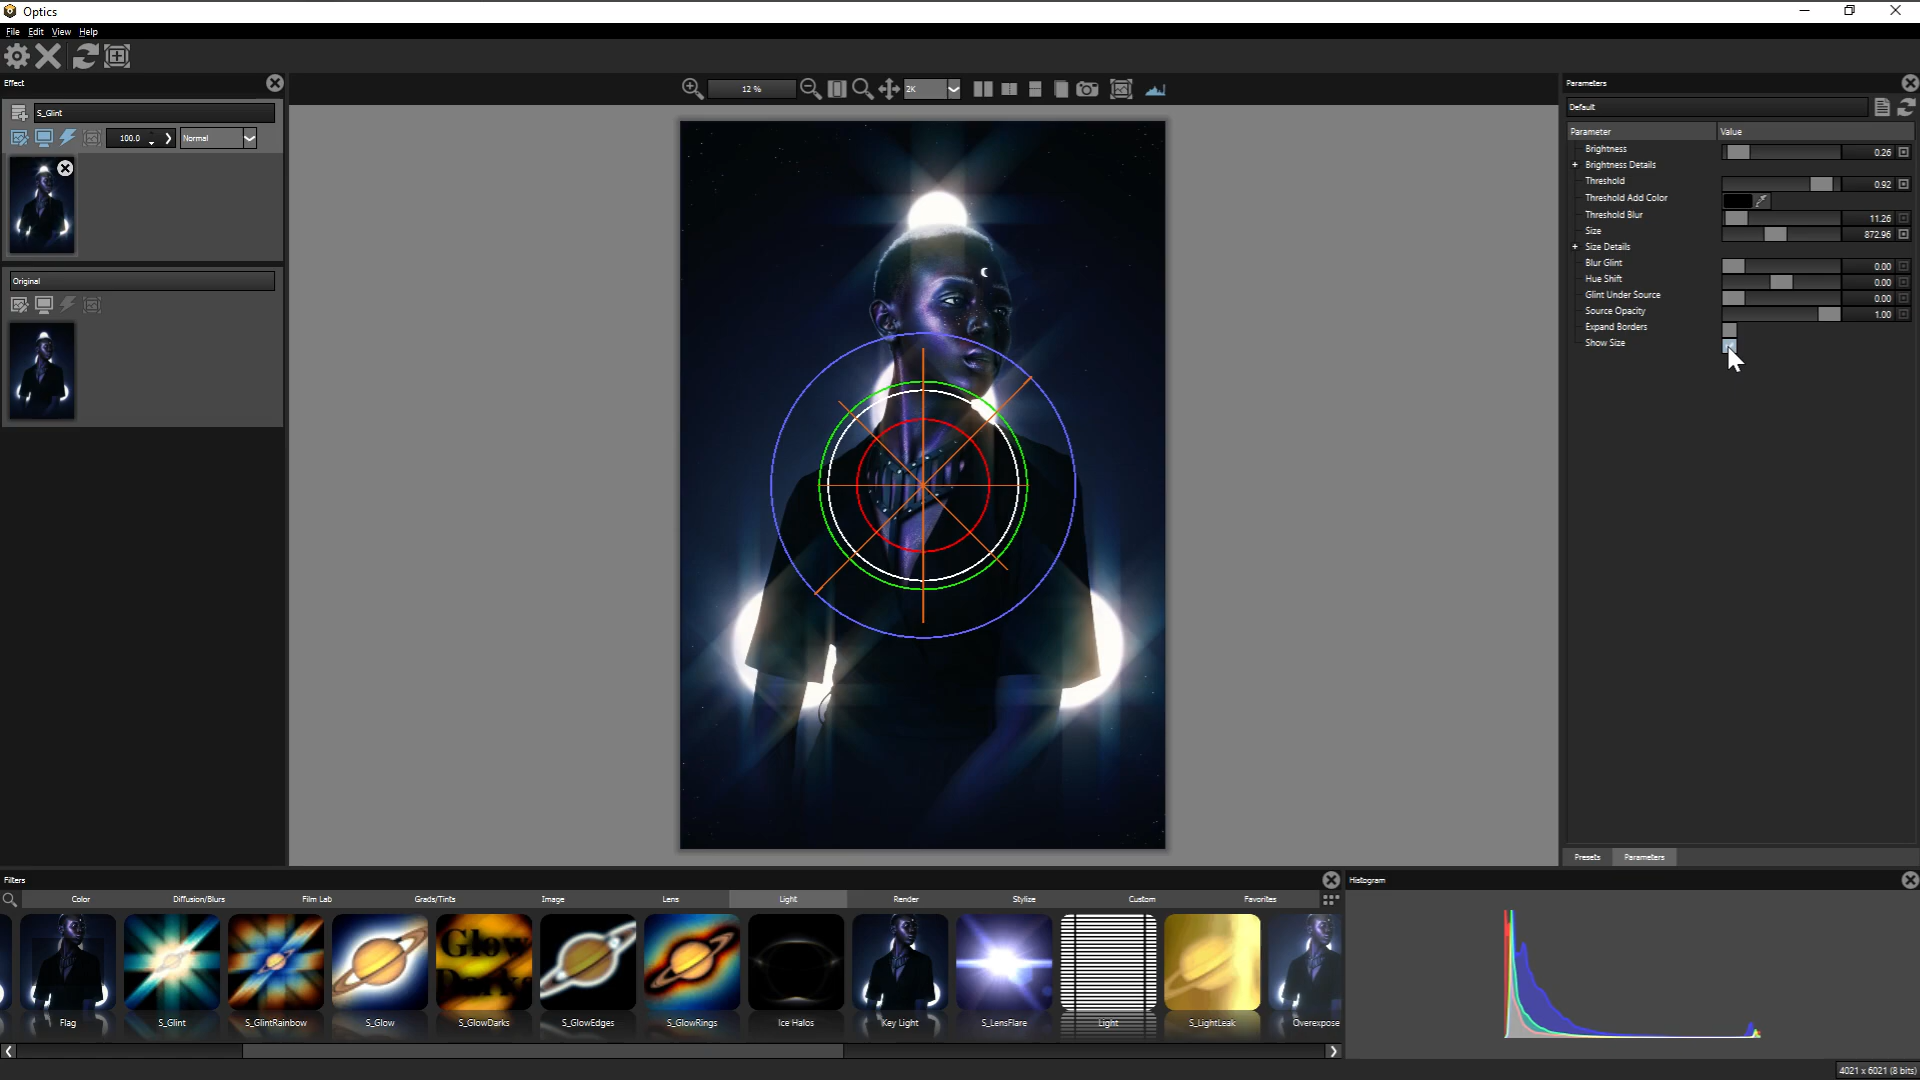 Optics
File Edit View Help
Effect
12 %
2K
Parameters
S_Glint
Default
100.0
Normal
Parameter Value
Brightness 0.26
Brightness Details
Threshold 0.92
Threshold Add Color
Threshold Blur 11.26
Size 872.96
Size Details
Blur Glint 0.00
Hue Shift 0.00
Glint Under Source 0.00
Source Opacity 1.00
Expand Borders
Show Size
Original
Presets Parameters
Filters
Histogram
Color Diffusion/Blurs Film Lab Grads/Tints Image Lens Light Render Stylize Custom Favorites
Glow
Darks
Flag S_Glint S_GlintRainbow S_Glow S_GlowDarks S_GlowEdges S_GlowRings Ice Halos Key Light S_LensFlare Light S_LightLeak Overexpose
4021 x 6021 (8 bits)